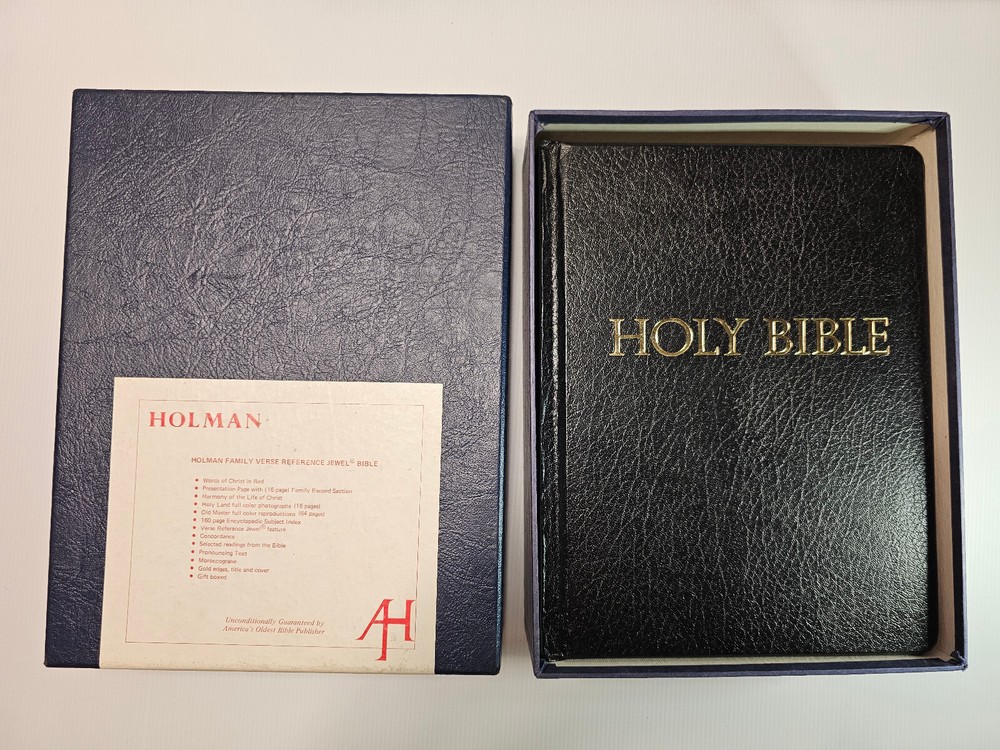 HOLMAN
HOLMAN FAMILY VERSE REFERENCE JEWEL® BIBLE
• Words of Christ in Red
• Presentation Page with (16 page) Family Record Section
• Harmony of the Life of Christ
• Holy Land full color photographs (16 pages)
• Old Master full color reproductions (64 pages)
• 160 page Encyclopedic Subject Index
• Verse Reference Jewel® feature
• Concordance
• Selected readings from the Bible
• Pronouncing Text
• Moroccograin
• Gold edges, title and cover
• Gift boxed
Unconditionally Guaranteed by
America's Oldest Bible Publisher
AH
HOLY BIBLE